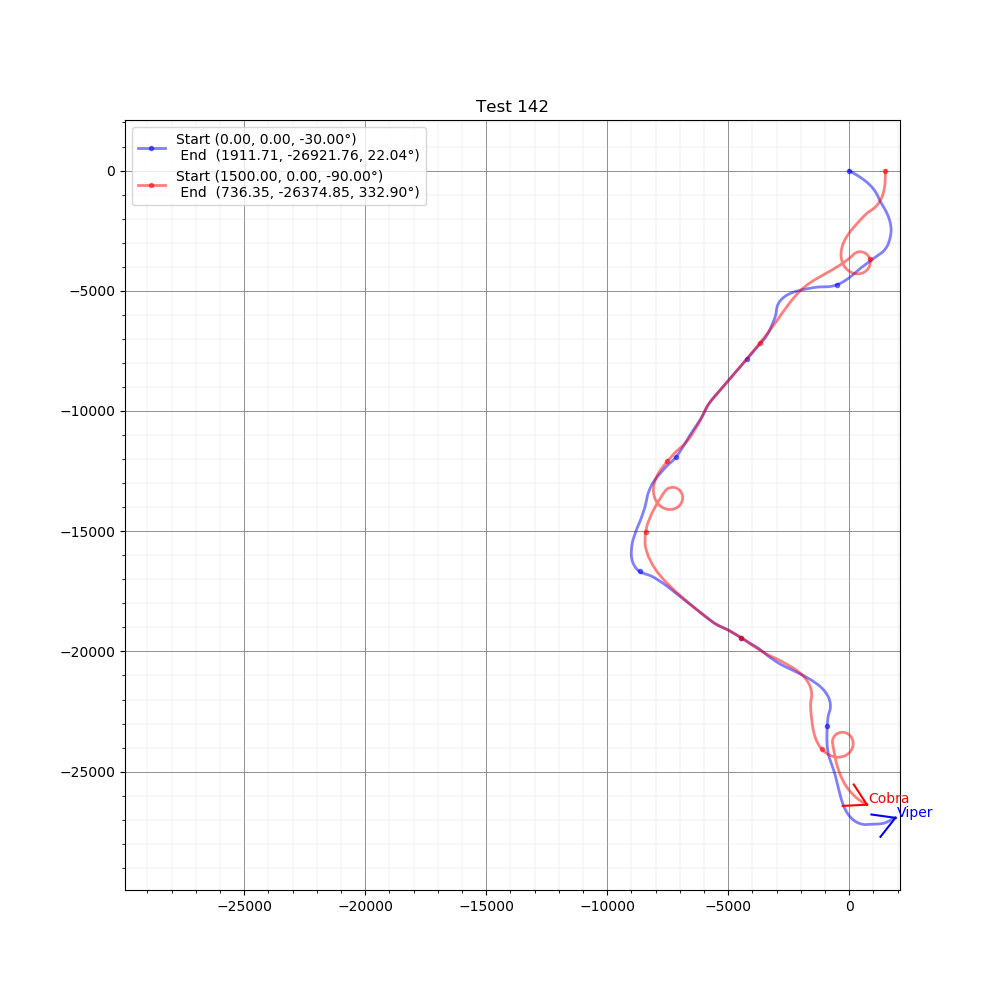 Test 142
Start (0.00, 0.00, -30.00°)
End (1911.71, -26921.76, 22.04°)
Start (1500.00, 0.00, -90.00°)
End (736.35, -26374.85, 332.90°)
0
−5000
−10000
−15000
−20000
−25000
Cobra
Viper
−25000
−20000
−15000
−10000
−5000
0